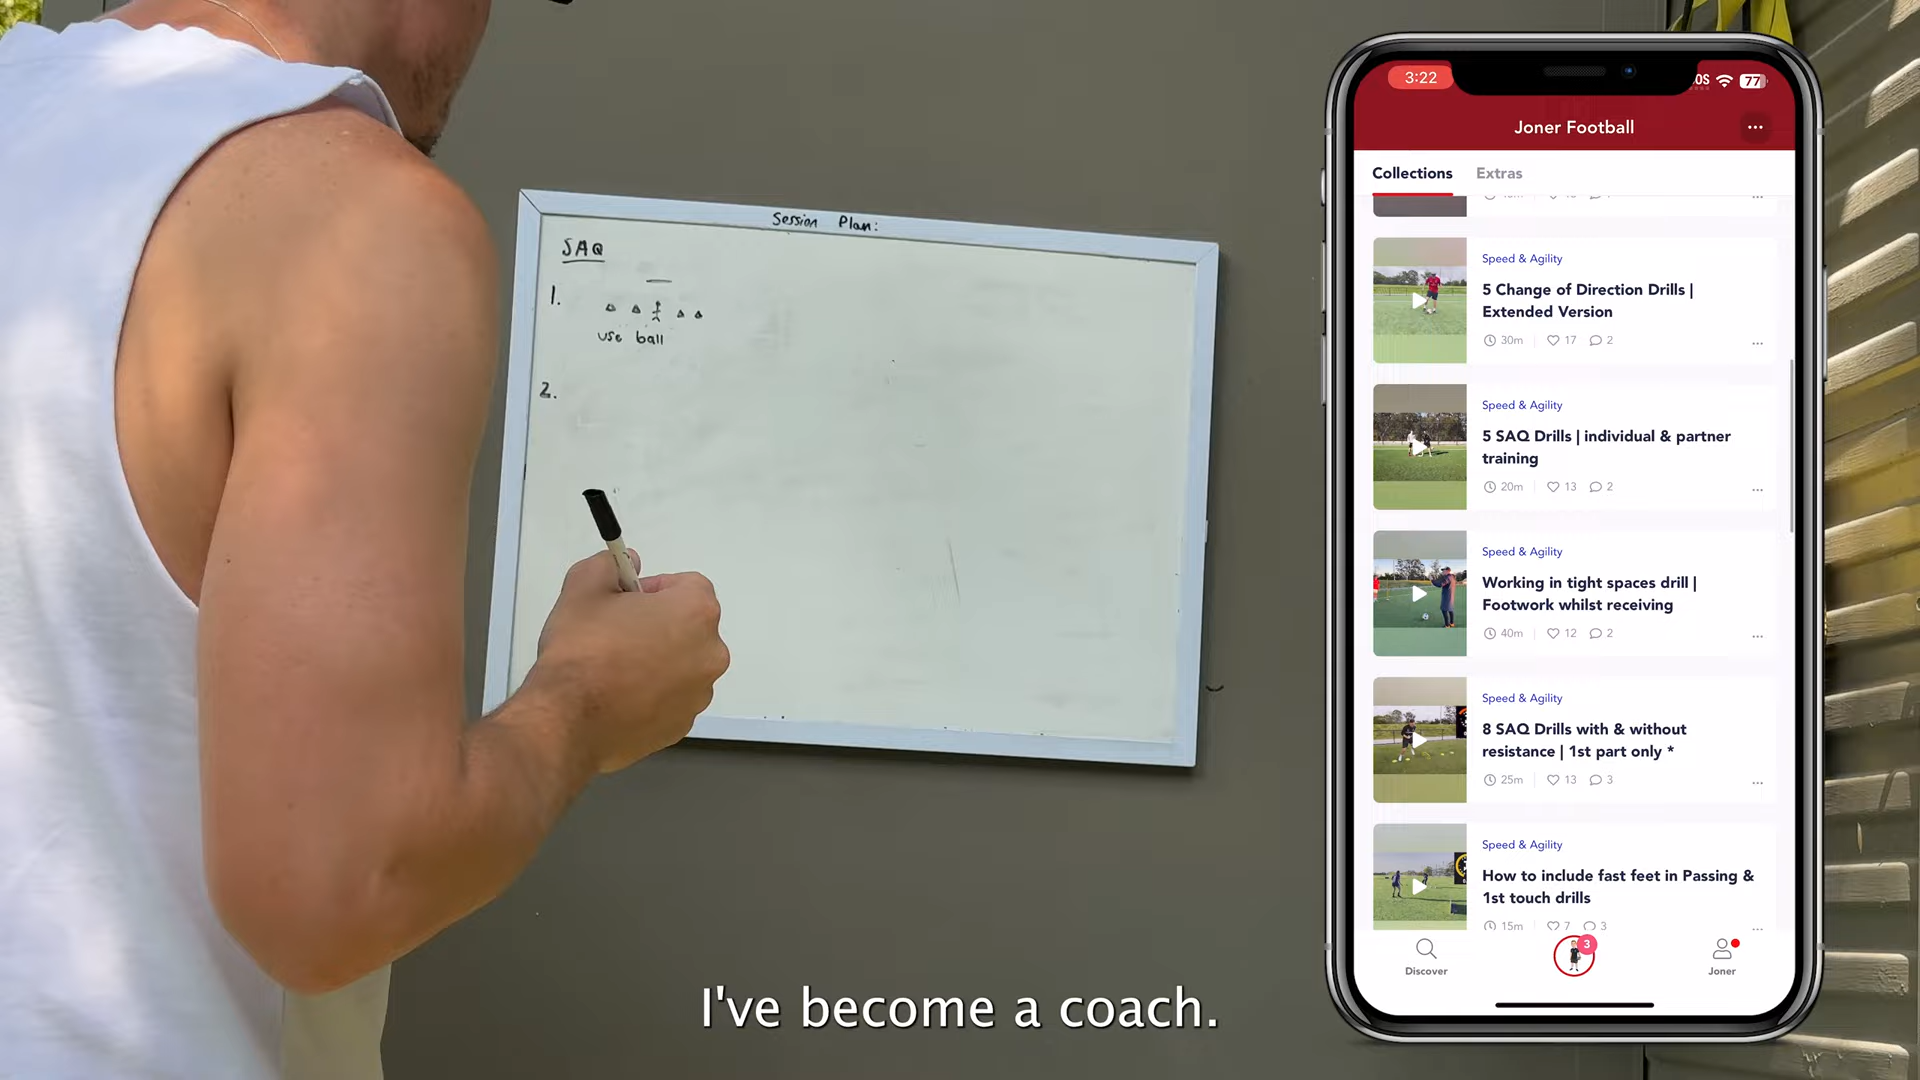 Session Plan:
SAQ
1.
use ball
2.
I've become a coach.
3:22
77
Joner Football
Collections
Extras
Speed & Agility
5 Change of Direction Drills |
Extended Version
30m 17 2
Speed & Agility
5 SAQ Drills | individual & partner
training
20m 13 2
Speed & Agility
Working in tight spaces drill |
Footwork whilst receiving
40m 12 2
Speed & Agility
8 SAQ Drills with & without
resistance | 1st part only *
25m 13 3
Speed & Agility
How to include fast feet in Passing &
1st touch drills
15m 7 3
3
Discover
Joner